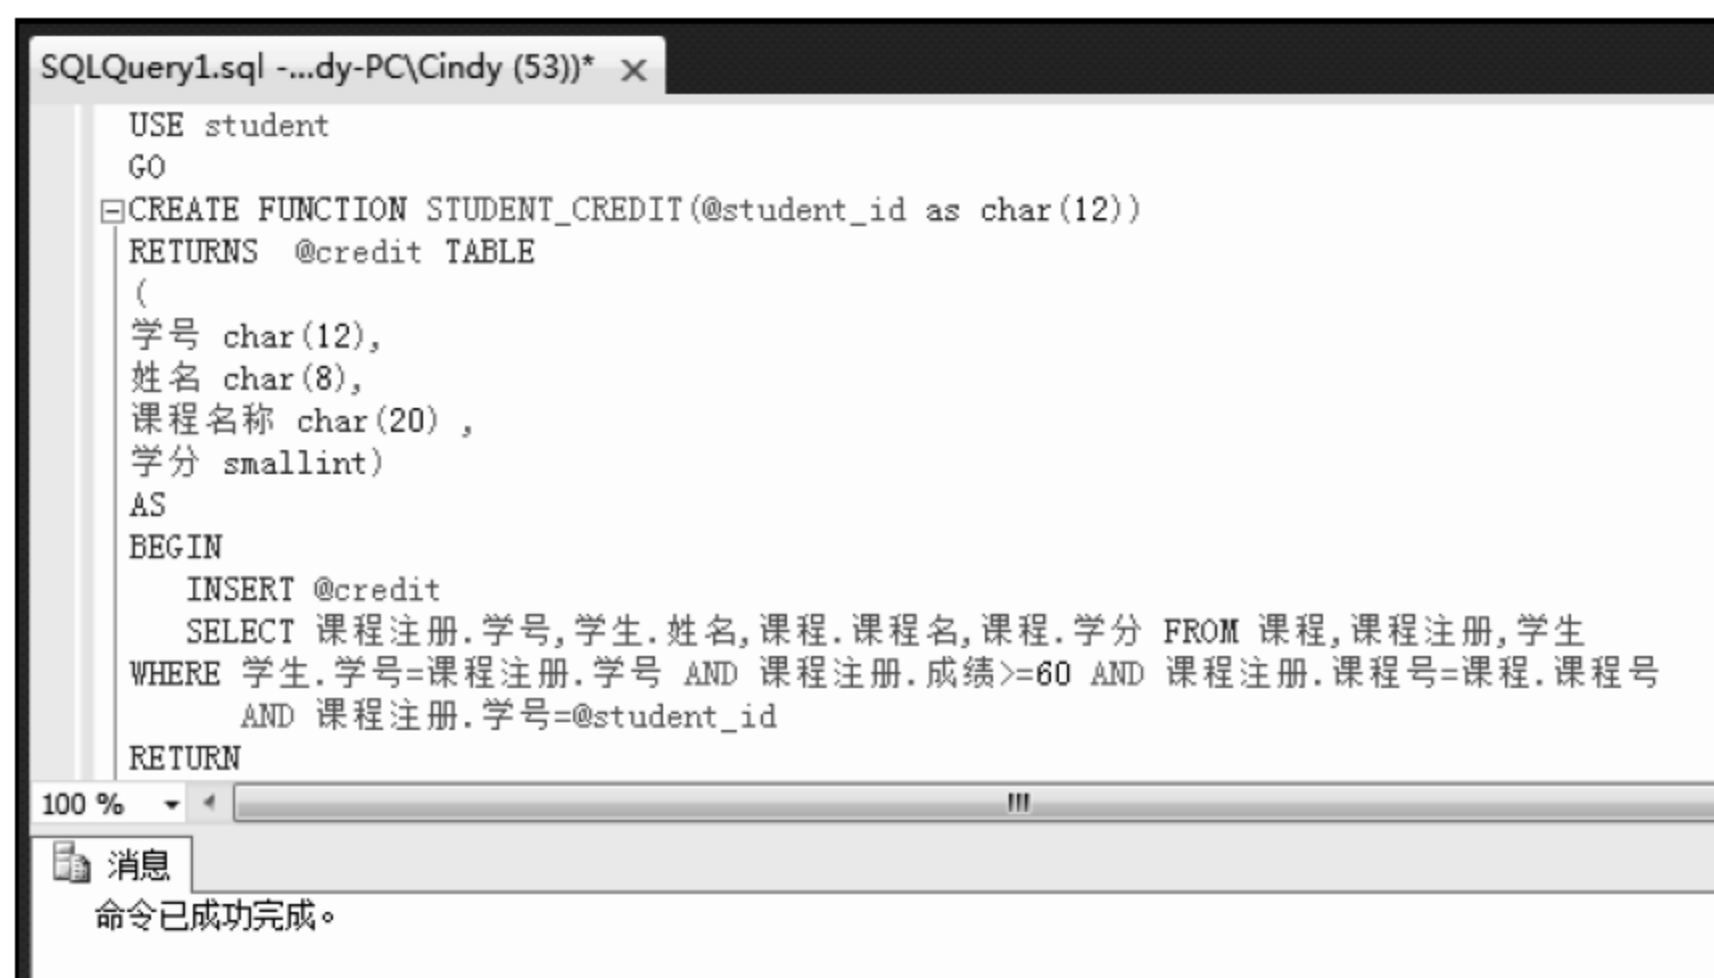 SQLQuery1.sql -...dy-PC\Cindy (53))* ×
USE student
GO
CREATE FUNCTION STUDENT_CREDIT(@student_id as char(12))
RETURNS  @credit TABLE
(
学号 char(12),
姓名 char(8),
课程名称 char(20) ,
学分 smallint)
AS
BEGIN
INSERT @credit
SELECT 课程注册.学号,学生.姓名,课程.课程名,课程.学分 FROM 课程,课程注册,学生
WHERE 学生.学号=课程注册.学号 AND 课程注册.成绩>=60 AND 课程注册.课程号=课程.课程号
AND 课程注册.学号=@student_id
RETURN
100 %
消息
命令已成功完成。